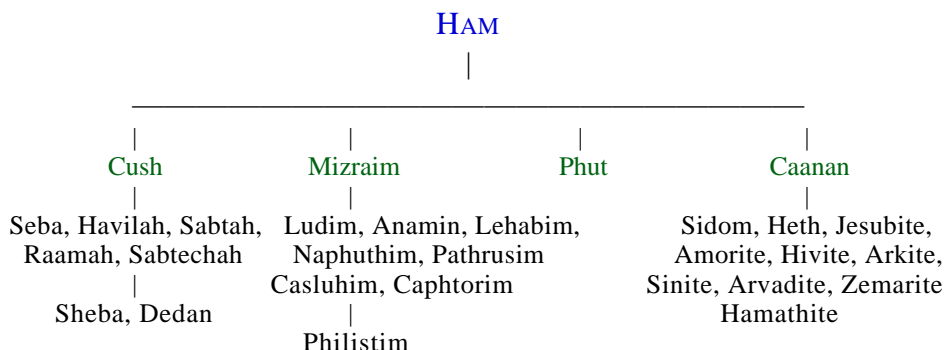 HAM
Cush Mizraim Phut Caanan
Seba, Havilah, Sabtah, Ludim, Anamin, Lehabim, Sidom, Heth, Jesubite,
Raamah, Sabtechah Naphuthim, Pathrusim Amorite, Hivite, Arkite,
Casluhim, Caphtorim Sinite, Arvadite, Zemarite
Sheba, Dedan Hamathite
Philistim